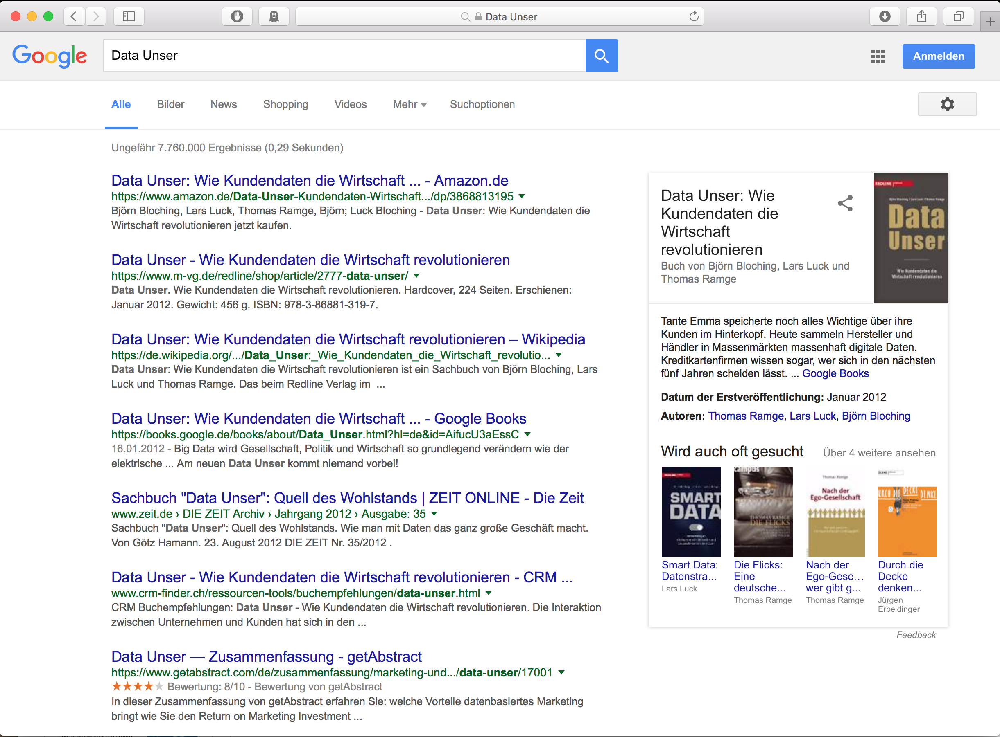 Data Unser
Google
Data Unser
Anmelden
Alle Bilder News Shopping Videos Mehr Suchoptionen
Ungefähr 7.760.000 Ergebnisse (0,29 Sekunden)
Data Unser: Wie Kundendaten die Wirtschaft ... - Amazon.de
https://www.amazon.de/Data-Unser-Kundendaten-Wirtschaft.../dp/3868813195
Björn Bloching, Lars Luck, Thomas Ramge, Björn; Luck Bloching - Data Unser: Wie Kundendaten die
Wirtschaft revolutionieren jetzt kaufen.
Data Unser - Wie Kundendaten die Wirtschaft revolutionieren
https://www.m-vg.de/redline/shop/article/2777-data-unser/
Data Unser. Wie Kundendaten die Wirtschaft revolutionieren. Hardcover, 224 Seiten. Erschienen:
Januar 2012. Gewicht: 456 g. ISBN: 978-3-86881-319-7.
Data Unser: Wie Kundendaten die Wirtschaft revolutionieren – Wikipedia
https://de.wikipedia.org/.../Data_Unser:_Wie_Kundendaten_die_Wirtschaft_revolutio...
Data Unser: Wie Kundendaten die Wirtschaft revolutionieren ist ein Sachbuch von Björn Bloching, Lars
Luck und Thomas Ramge. Das beim Redline Verlag im ...
Data Unser: Wie Kundendaten die Wirtschaft ... - Google Books
https://books.google.de/books/about/Data_Unser.html?hl=de&id=AifucU3aEssC
16.01.2012 - Big Data wird Gesellschaft, Politik und Wirtschaft so grundlegend verändern wie der
elektrische ... Am neuen Data Unser kommt niemand vorbei!
Sachbuch "Data Unser": Quell des Wohlstands | ZEIT ONLINE - Die Zeit
www.zeit.de › DIE ZEIT Archiv › Jahrgang 2012 › Ausgabe: 35
Sachbuch "Data Unser": Quell des Wohlstands. Wie man mit Daten das ganz große Geschäft macht.
Von Götz Hamann. 23. August 2012 DIE ZEIT Nr. 35/2012 .
Data Unser - Wie Kundendaten die Wirtschaft revolutionieren - CRM ...
www.crm-finder.ch/ressourcen-tools/buchempfehlungen/data-unser.html
CRM Buchempfehlungen: Data Unser - Wie Kundendaten die Wirtschaft revolutionieren. Die Interaktion
zwischen Unternehmen und Kunden hat sich in den ...
Data Unser — Zusammenfassung - getAbstract
https://www.getabstract.com/de/zusammenfassung/marketing-und.../data-unser/17001
Bewertung: 8/10 - Bewertung von getAbstract
In dieser Zusammenfassung von getAbstract erfahren Sie: welche Vorteile datenbasiertes Marketing
bringt wie Sie den Return on Marketing Investment ...
Data Unser: Wie
Kundendaten die
Wirtschaft
revolutionieren
Buch von Björn Bloching, Lars Luck und
Thomas Ramge
REDLINE
Björn Bloching | Lars Luck | Thomas Ramge
Data
Unser
Wie Kundendaten die
Wirtschaft revolutionieren
Tante Emma speicherte noch alles Wichtige über ihre
Kunden im Hinterkopf. Heute sammeln Hersteller und
Händler in Massenmärkten massenhaft digitale Daten.
Kreditkartenfirmen wissen sogar, wer sich in den nächsten
fünf Jahren scheiden lässt. ... Google Books
Datum der Erstveröffentlichung: Januar 2012
Autoren: Thomas Ramge, Lars Luck, Björn Bloching
Wird auch oft gesucht Über 4 weitere ansehen
SMART
DATA
campus
THOMAS RAMGE
DIE FLICKS
Thomas Ramge
Nach der
Ego-Gesellschaft
DURCH DIE DECKE DENKEN
Smart Data:
Datenstra...
Lars Luck
Die Flicks:
Eine
deutsche...
Thomas Ramge
Nach der
Ego-Gese...
wer gibt g...
Thomas Ramge
Durch die
Decke
denken...
Jürgen
Erbeldinger
Feedback